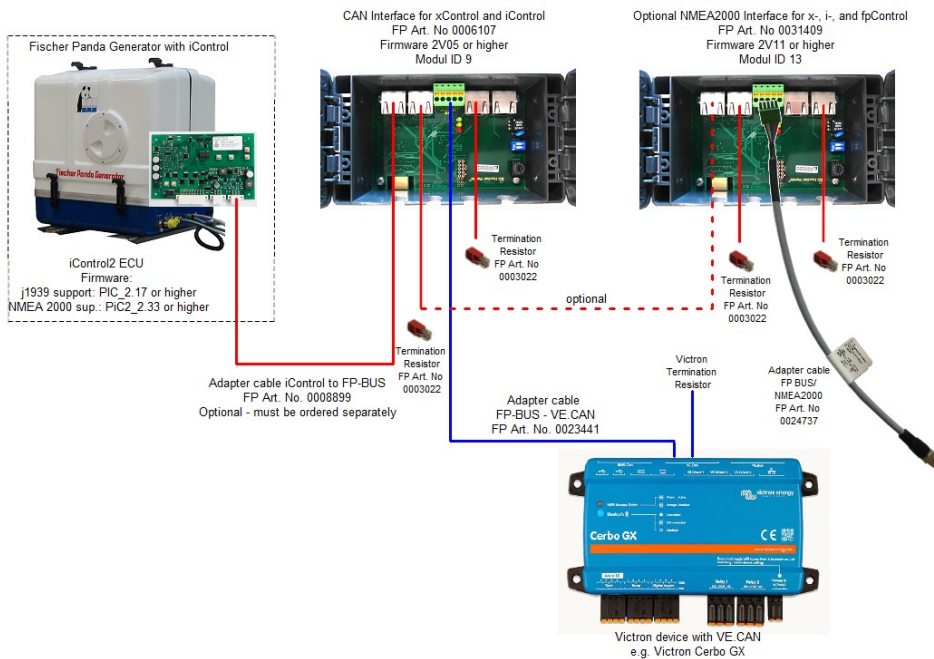 CAN Interface for xControl and iControl
FP Art. No 0006107
Firmware 2V05 or higher
Modul ID 9
Optional NMEA2000 Interface for x-, i-, and fpControl
FP Art. No 0031409
Firmware 2V11 or higher
Modul ID 13
Fischer Panda Generator with iControl
Fischer Panda Generator
iControl2 ECU
Firmware:
j1939 support: PIC_2.17 or higher
NMEA 2000 sup.: PiC2_2.33 or higher
Termination
Resistor
FP Art. No
0003022
Termination
Resistor
FP Art. No
0003022
Termination
Resistor
FP Art. No
0003022
optional
Termination
Resistor
FP Art. No
0003022
Adapter cable iControl to FP-BUS
FP Art. No. 0008899
Optional - must be ordered separately
Victron
Termination
Resistor
Adapter cable
FP BUS/
NMEA2000
FP Art. No
0024737
Adapter cable
FP-BUS - VE.CAN
FP Art. No. 0023441
victron energy
Cerbo GX
CE
Relay 1
Relay 2
Victron device with VE.CAN
e.g. Victron Cerbo GX